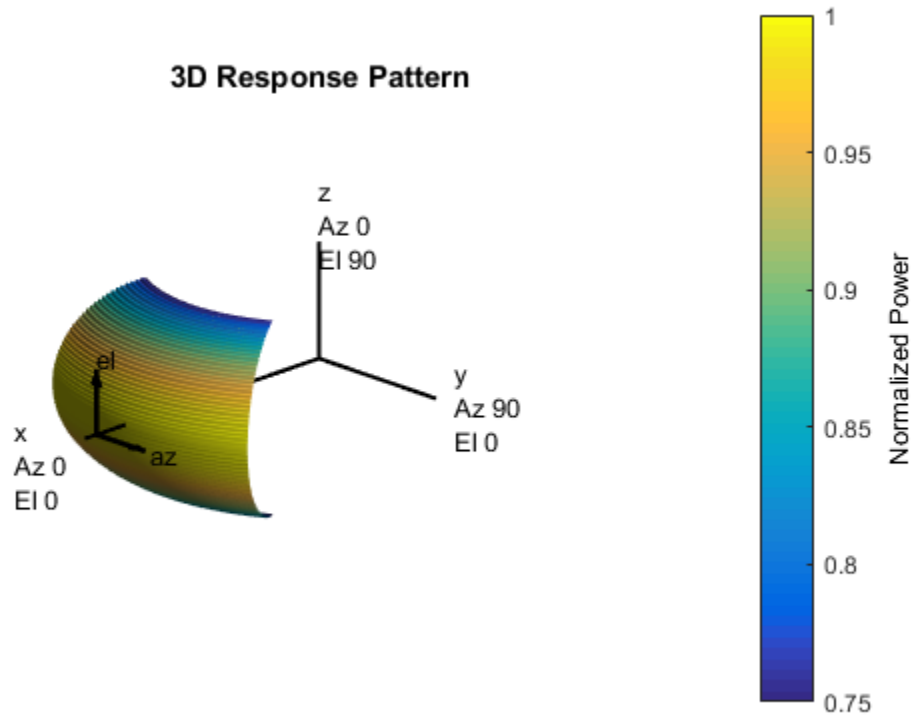 3D Response Pattern
z
Az 0
El 90
el
x
Az 0
El 0
az
y
Az 90
El 0
1
0.95
0.9
0.85
0.8
0.75
Normalized Power